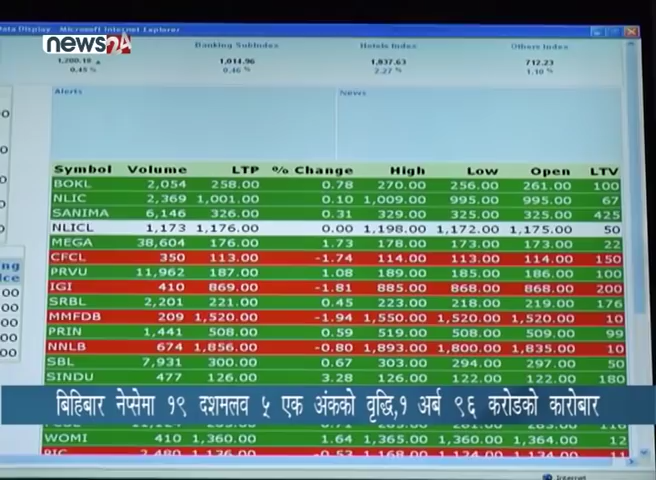 Data Display - Microsoft Internet Explorer
news24
Banking SubIndex Hotels Index Others Index
1,014.96 1,837.63 712.23
0.46 % 2.27 % 1.10 %
Alerts News
Symbol Volume LTP % Change High Low Open LTV
BOKL 2,054 258.00 0.78 270.00 256.00 261.00 100
NLIC 2,369 1,001.00 0.10 1,009.00 995.00 995.00 67
SANIMA 6,146 326.00 0.31 329.00 325.00 325.00 425
NLICL 1,173 1,176.00 0.00 1,198.00 1,172.00 1,175.00 50
MEGA 38,604 176.00 1.73 178.00 173.00 173.00 22
CFCL 350 113.00 -1.74 114.00 113.00 114.00 150
PRVU 11,962 187.00 1.08 189.00 185.00 186.00 100
IGI 410 869.00 -1.81 885.00 868.00 868.00 200
SRBL 2,201 221.00 0.45 223.00 218.00 219.00 176
MMFDB 209 1,520.00 -1.94 1,550.00 1,520.00 1,520.00 10
PRIN 1,441 508.00 0.59 519.00 508.00 509.00 99
NNLB 674 1,856.00 -0.80 1,893.00 1,800.00 1,835.00 10
SBL 7,931 300.00 0.67 303.00 294.00 297.00 50
SINDU 477 126.00 3.28 126.00 122.00 122.00 180
बिहिबार नेप्सेमा १९ दशमलव ५ एक अंकको वृद्धि,१ अर्ब ९६ करोडको कारोबार
WOMI 410 1,360.00 1.64 1,365.00 1,360.00 1,364.00 12
Internet